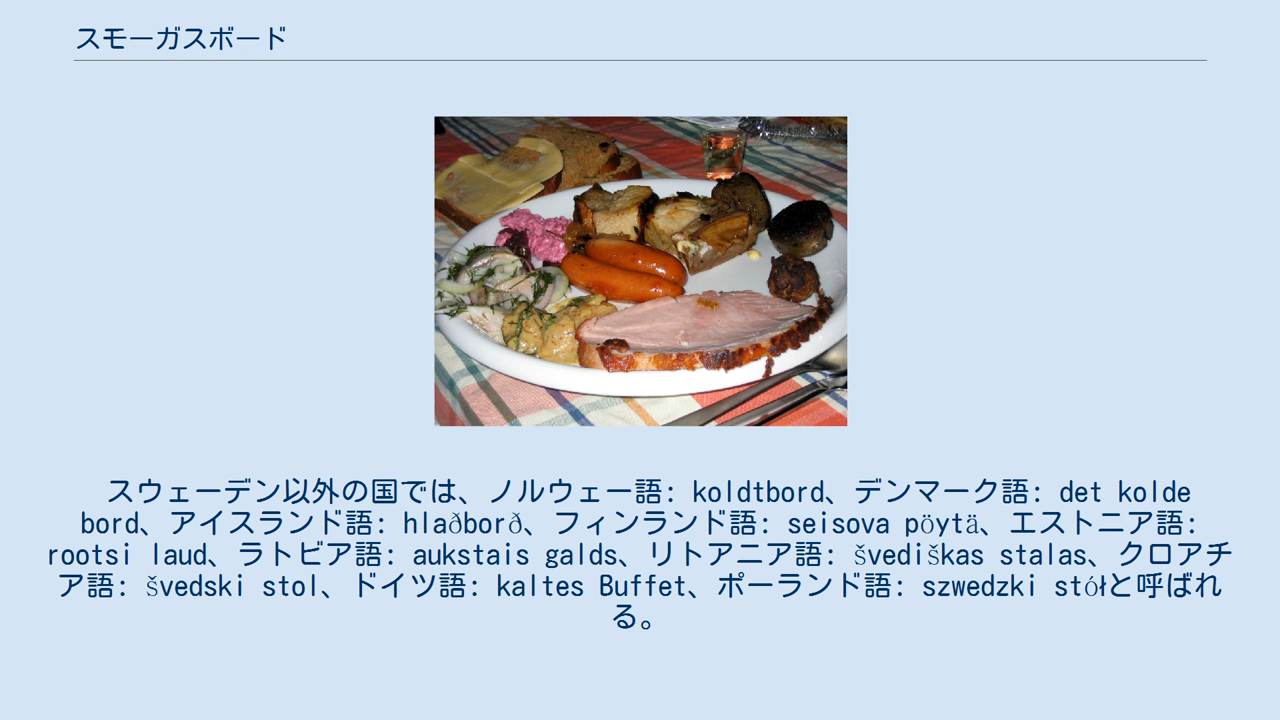 スモーガスボード
スウェーデン以外の国では、ノルウェー語: koldtbord、デンマーク語: det kolde
bord、アイスランド語: hlaðborð、フィンランド語: seisova pöytä、エストニア語:
rootsi laud、ラトビア語: aukstais galds、リトアニア語: švediškas stalas、クロアチ
ア語: švedski stol、ドイツ語: kaltes Buffet、ポーランド語: szwedzki stółと呼ばれ
る。